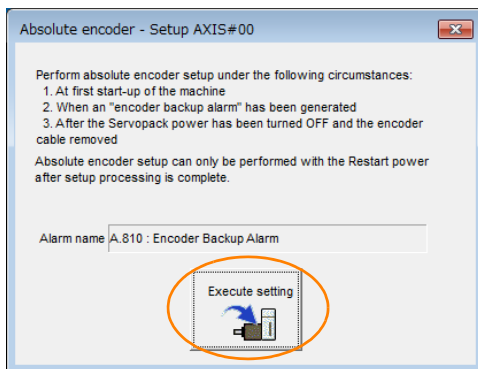 Absolute encoder - Setup AXIS#00
Perform absolute encoder setup under the following circumstances:
1. At first start-up of the machine
2. When an "encoder backup alarm" has been generated
3. After the Servopack power has been turned OFF and the encoder
cable removed
Absolute encoder setup can only be performed with the Restart power
after setup processing is complete.
Alarm name A.810 : Encoder Backup Alarm
Execute setting